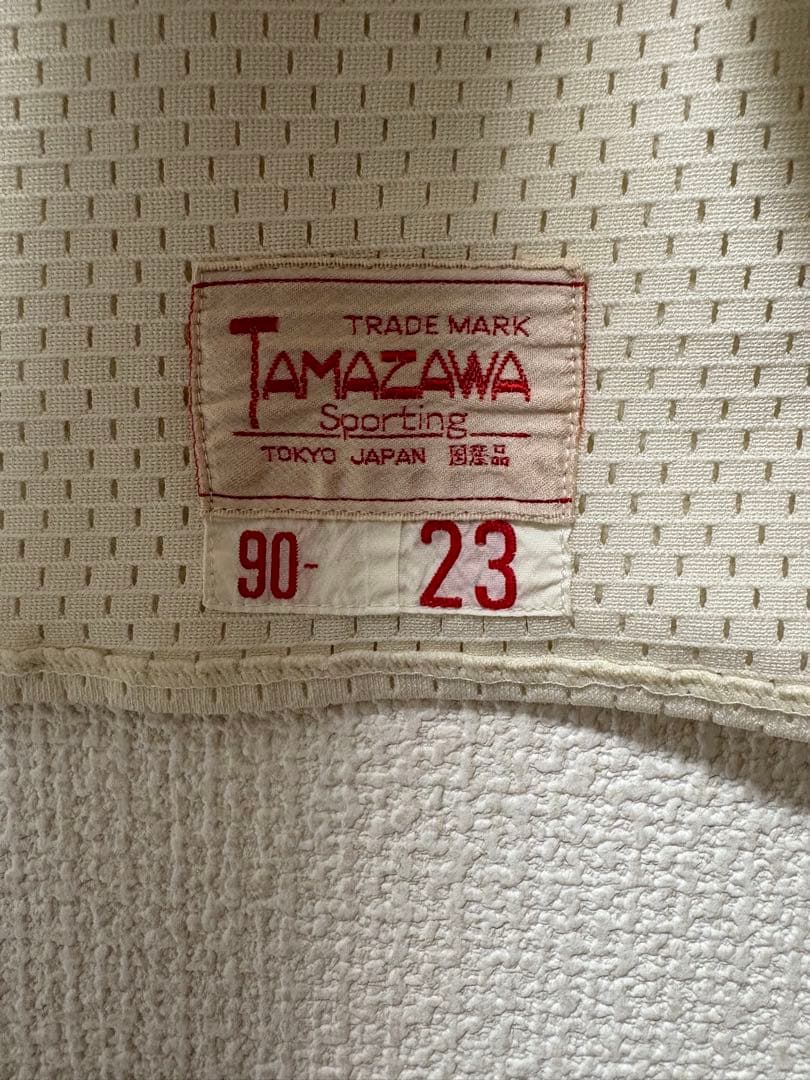 TRADE MARK
TAMAZAWA
Sporting
TOKYO JAPAN 国産品
90- 23